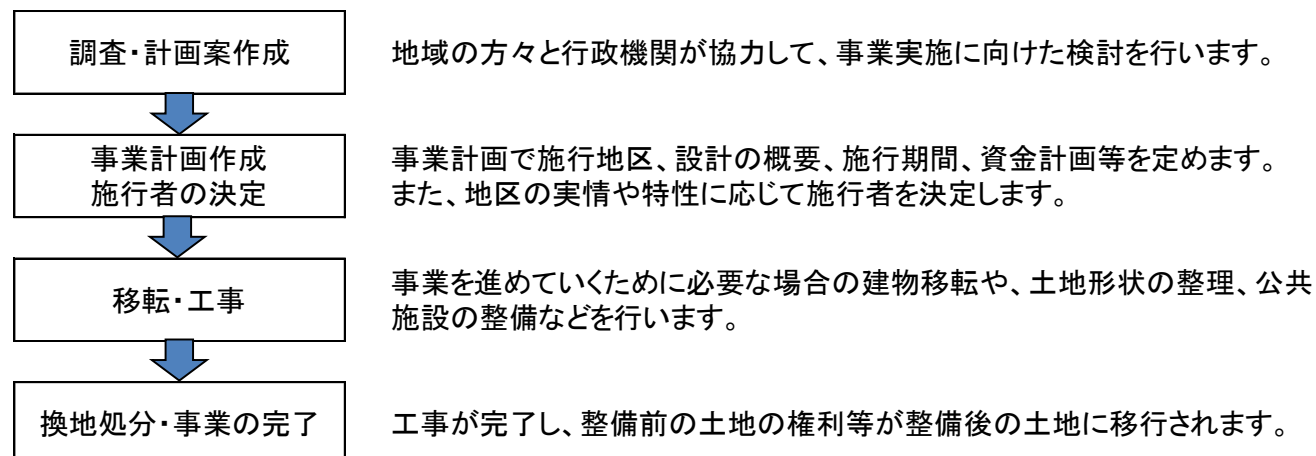 調査・計画案作成
地域の方々と行政機関が協力して、事業実施に向けた検討を行います。
事業計画作成
施行者の決定
事業計画で施行地区、設計の概要、施行期間、資金計画等を定めます。
また、地区の実情や特性に応じて施行者を決定します。
移転・工事
事業を進めていくために必要な場合の建物移転や、土地形状の整理、公共
施設の整備などを行います。
換地処分・事業の完了
工事が完了し、整備前の土地の権利等が整備後の土地に移行されます。